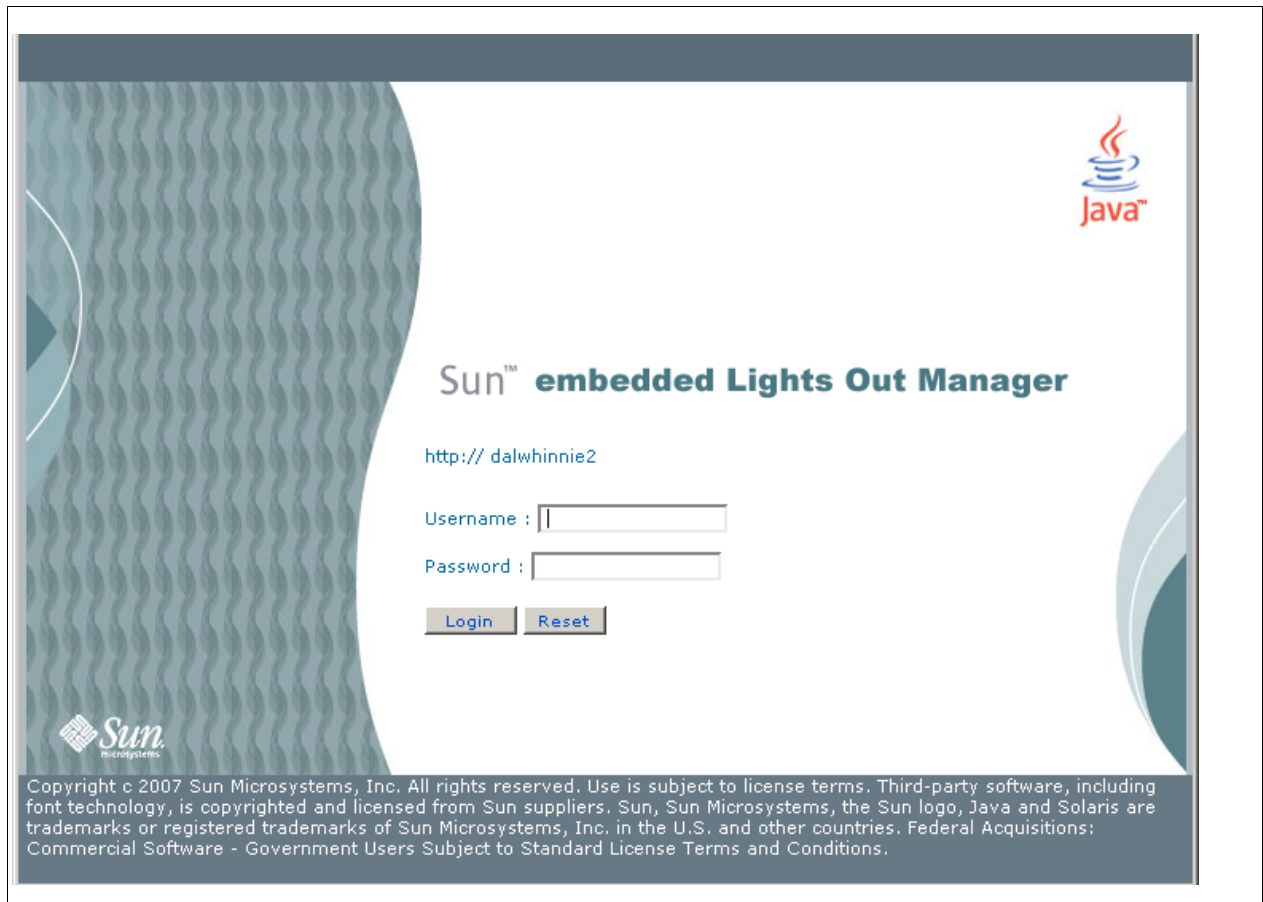 Java™
Sun™ embedded Lights Out Manager
http:// dalwhinnie2
Username :
Password :
Login Reset
Sun.
microsystems
Copyright c 2007 Sun Microsystems, Inc. All rights reserved. Use is subject to license terms. Third-party software, including
font technology, is copyrighted and licensed from Sun suppliers. Sun, Sun Microsystems, the Sun logo, Java and Solaris are
trademarks or registered trademarks of Sun Microsystems, Inc. in the U.S. and other countries. Federal Acquisitions:
Commercial Software - Government Users Subject to Standard License Terms and Conditions.